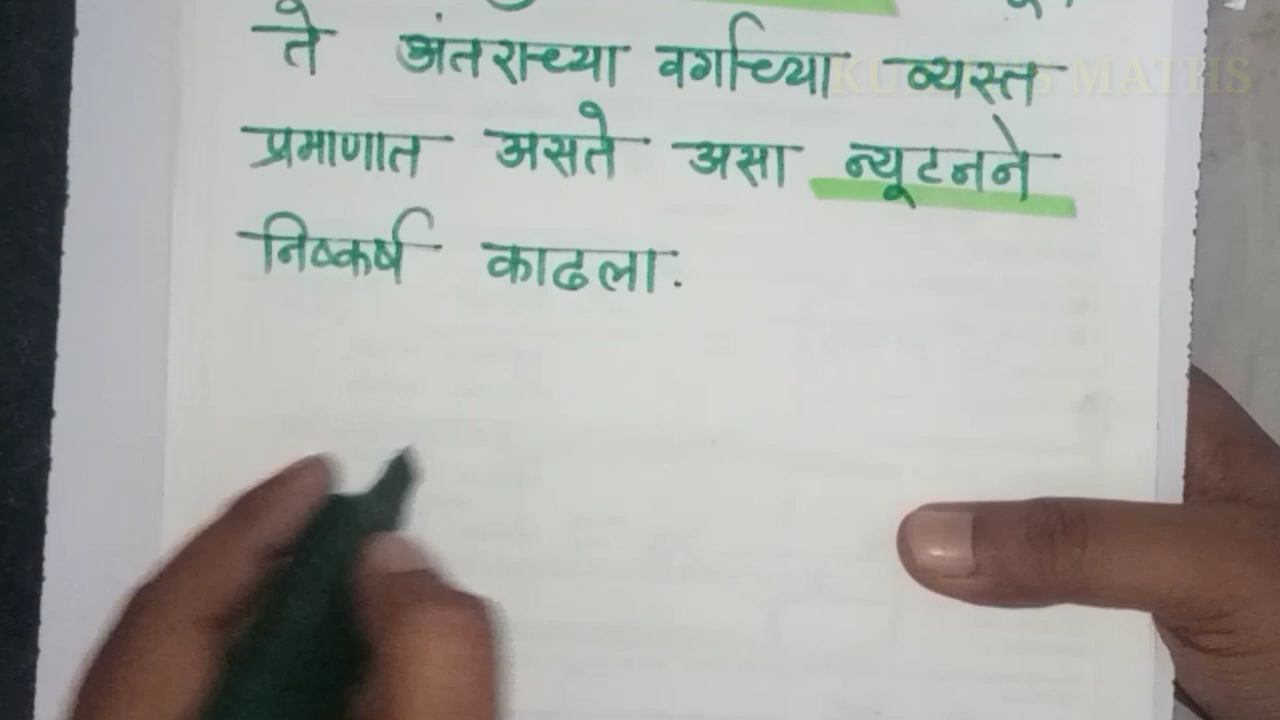 ते अंतराच्या वर्गाच्या व्यस्त
प्रमाणात असते असा न्यूटनने
निष्कर्ष काढला.